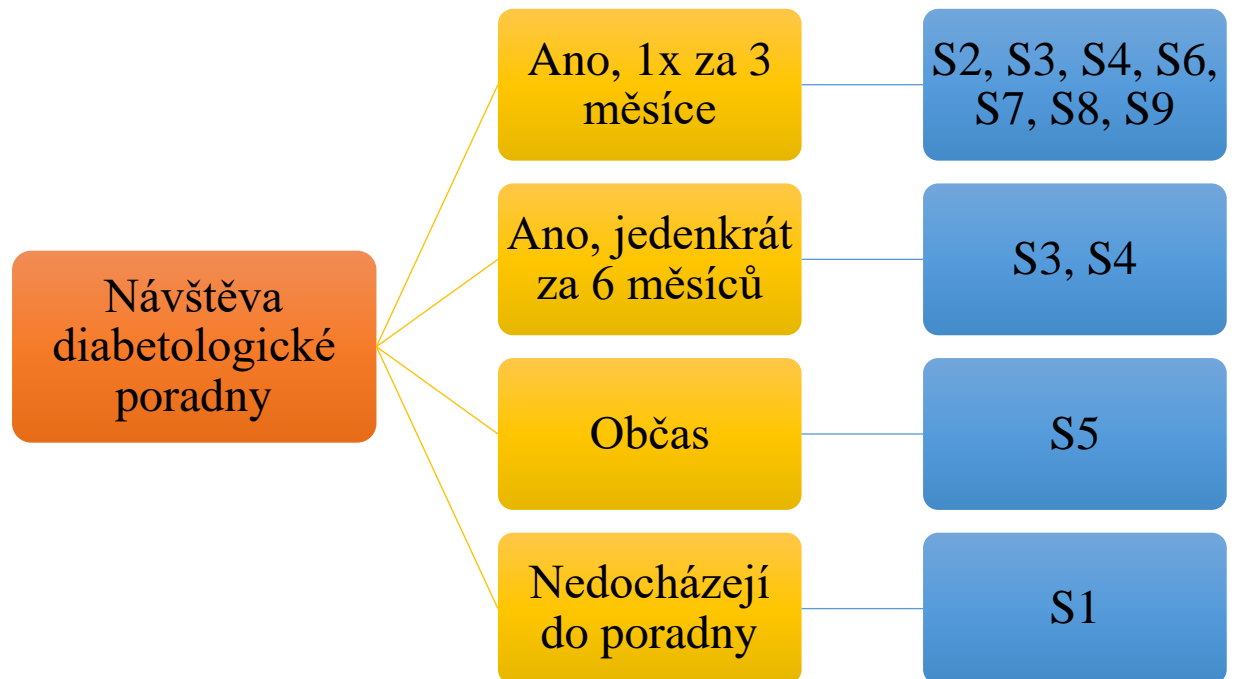 Návštěva
diabetologické
poradny
Ano, 1x za 3
měsíce
S2, S3, S4, S6,
S7, S8, S9
Ano, jedenkrát
za 6 měsíců
S3, S4
Občas
S5
Nedocházejí
do poradny
S1